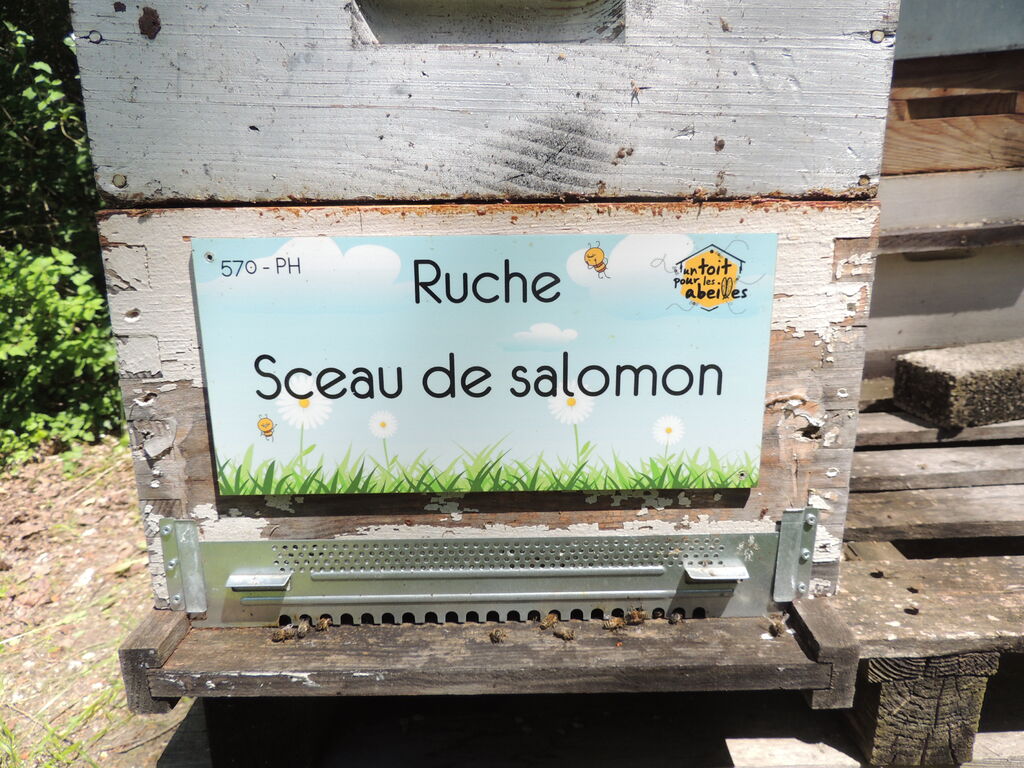 570 - PH
Ruche
un toit
pour les
abeilles
Sceau de salomon